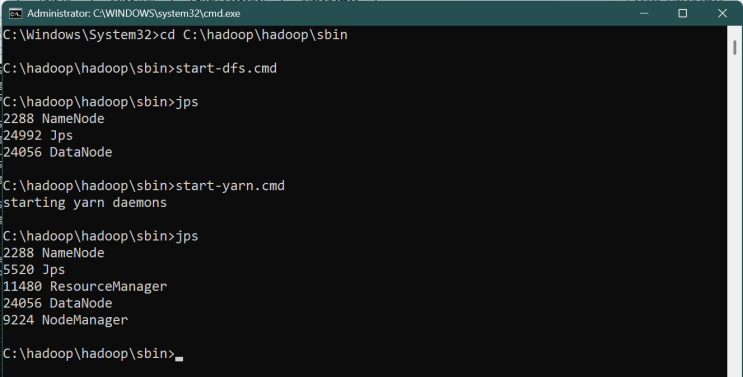 Administrator: C:\WINDOWS\system32\cmd.exe
C:\Windows\System32>cd C:\hadoop\hadoop\sbin
C:\hadoop\hadoop\sbin>start-dfs.cmd
C:\hadoop\hadoop\sbin>jps
2288 NameNode
24992 Jps
24056 DataNode
C:\hadoop\hadoop\sbin>start-yarn.cmd
starting yarn daemons
C:\hadoop\hadoop\sbin>jps
2288 NameNode
5520 Jps
11480 ResourceManager
24056 DataNode
9224 NodeManager
C:\hadoop\hadoop\sbin>